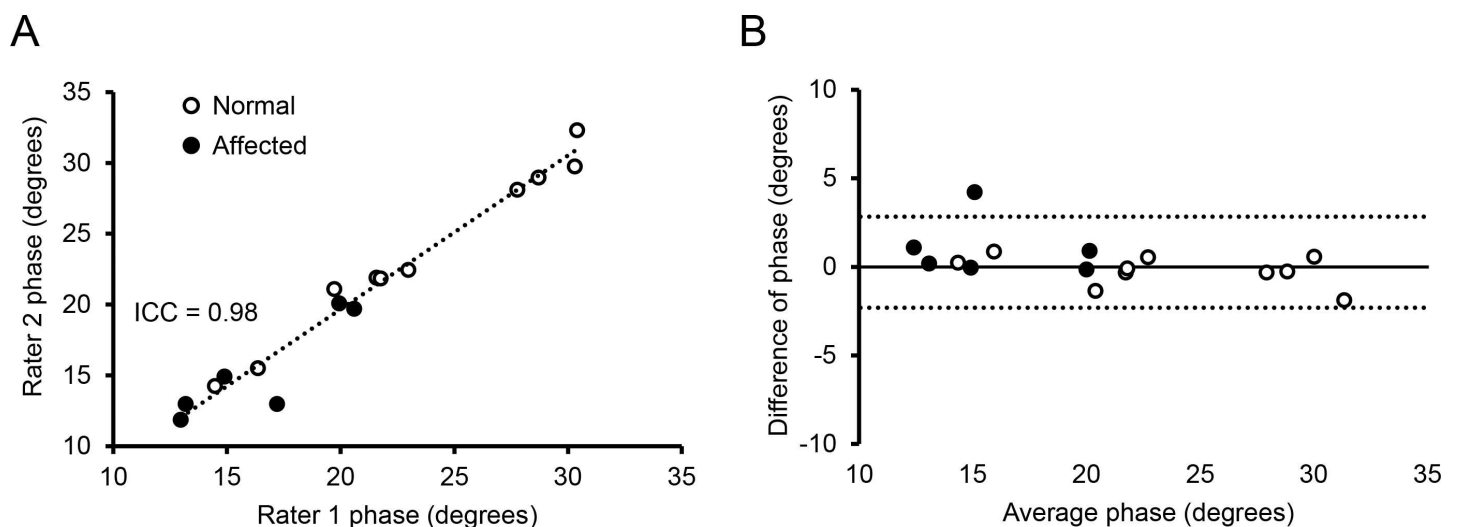 A
35
30
25
20
15
10
10
15
20
25
30
35
Rater 2 phase (degrees)
Rater 1 phase (degrees)
Normal
Affected
ICC = 0.98
B
10
5
0
-5
-10
10
15
20
25
30
35
Difference of phase (degrees)
Average phase (degrees)